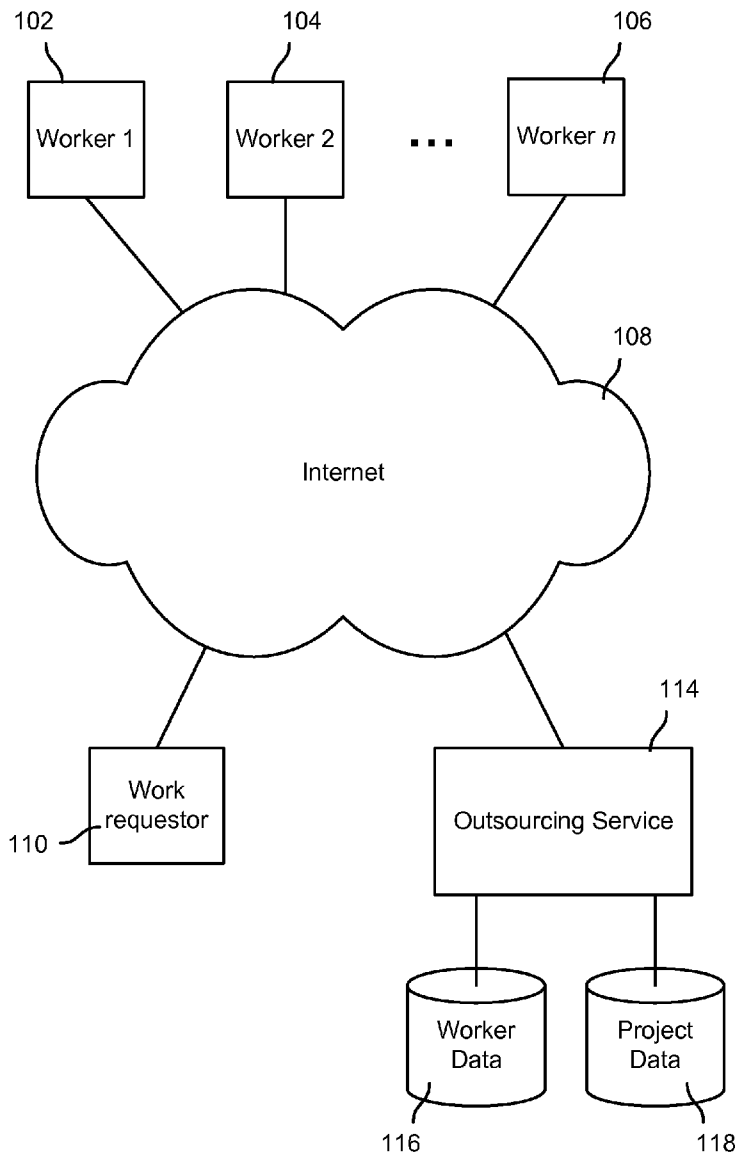 102
104
106
Worker 1
Worker 2
...
Worker n
108
Internet
114
Work
requestor
110
Outsourcing Service
Worker
Data
Project
Data
116
118